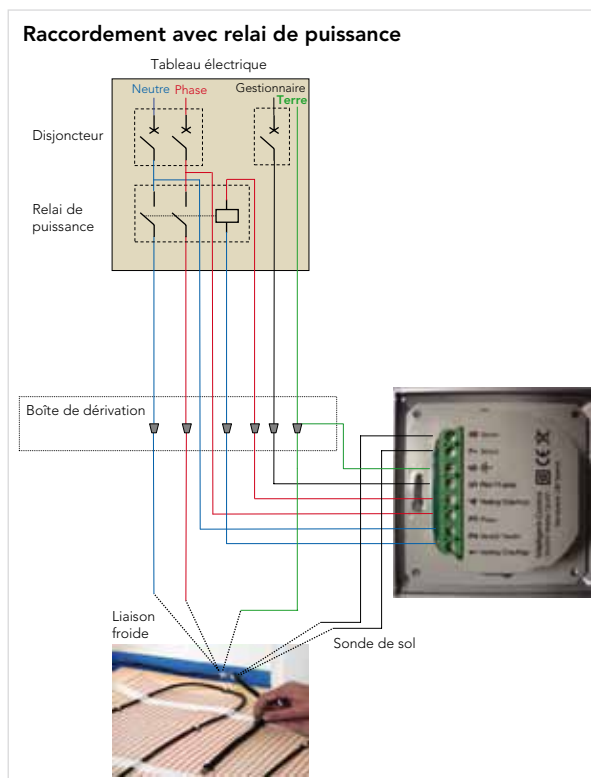 Raccordement avec relai de puissance
Tableau électrique
Neutre Phase Gestionnaire
Terre
Disjoncteur
Relai de
puissance
Boîte de dérivation
Liaison
froide
Sonde de sol